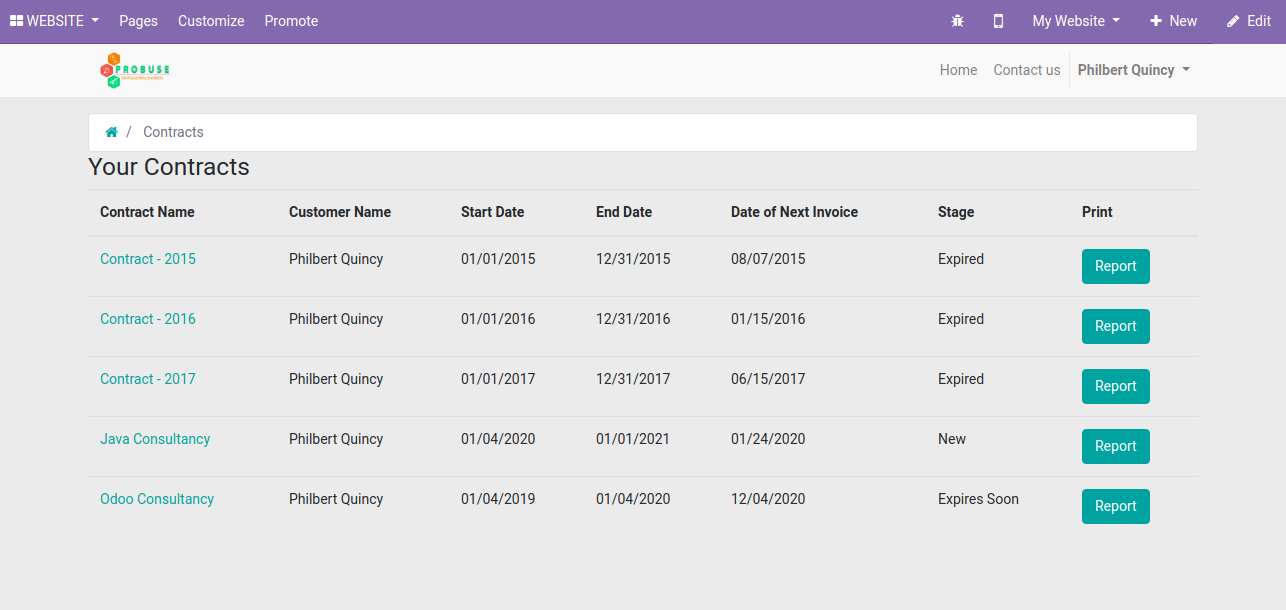 WEBSITE Pages Customize Promote My Website New Edit
PROBUSE Home Contact us Philbert Quincy
/ Contracts
Your Contracts
Contract Name Customer Name Start Date End Date Date of Next Invoice Stage Print
Contract - 2015 Philbert Quincy 01/01/2015 12/31/2015 08/07/2015 Expired Report
Contract - 2016 Philbert Quincy 01/01/2016 12/31/2016 01/15/2016 Expired Report
Contract - 2017 Philbert Quincy 01/01/2017 12/31/2017 06/15/2017 Expired Report
Java Consultancy Philbert Quincy 01/04/2020 01/01/2021 01/24/2020 New Report
Odoo Consultancy Philbert Quincy 01/04/2019 01/04/2020 12/04/2020 Expires Soon Report